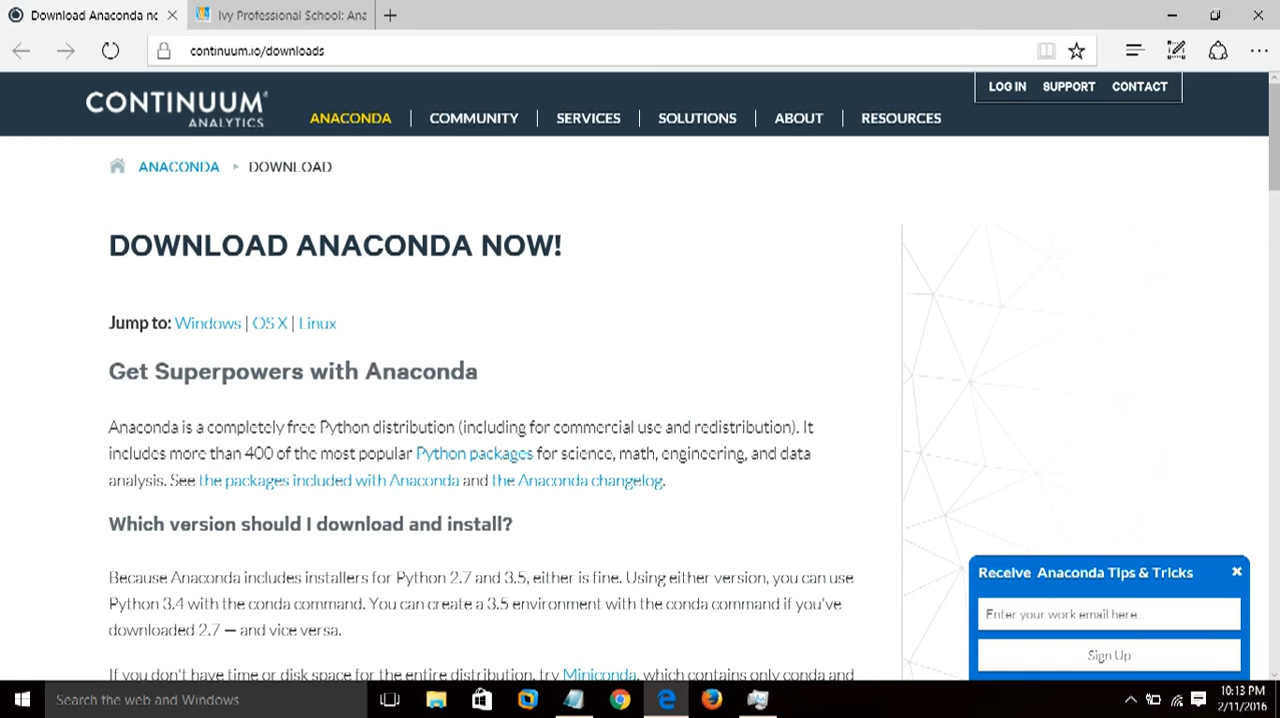 Download Anaconda no
Ivy Professional School: Ana
continuum.io/downloads
LOG IN SUPPORT CONTACT
CONTINUUM®
ANALYTICS
ANACONDA | COMMUNITY | SERVICES | SOLUTIONS | ABOUT | RESOURCES
ANACONDA ▸ DOWNLOAD
DOWNLOAD ANACONDA NOW!
Jump to: Windows | OS X | Linux
Get Superpowers with Anaconda
Anaconda is a completely free Python distribution (including for commercial use and redistribution). It
includes more than 400 of the most popular Python packages for science, math, engineering, and data
analysis. See the packages included with Anaconda and the Anaconda changelog.
Which version should I download and install?
Because Anaconda includes installers for Python 2.7 and 3.5, either is fine. Using either version, you can use
Python 3.4 with the conda command. You can create a 3.5 environment with the conda command if you've
downloaded 2.7 — and vice versa.
If you don't have time or disk space for the entire distribution, try Miniconda, which contains only conda and
Receive Anaconda Tips & Tricks
Enter your work email here...
Sign Up
Search the web and Windows
10:13 PM
2/11/2016